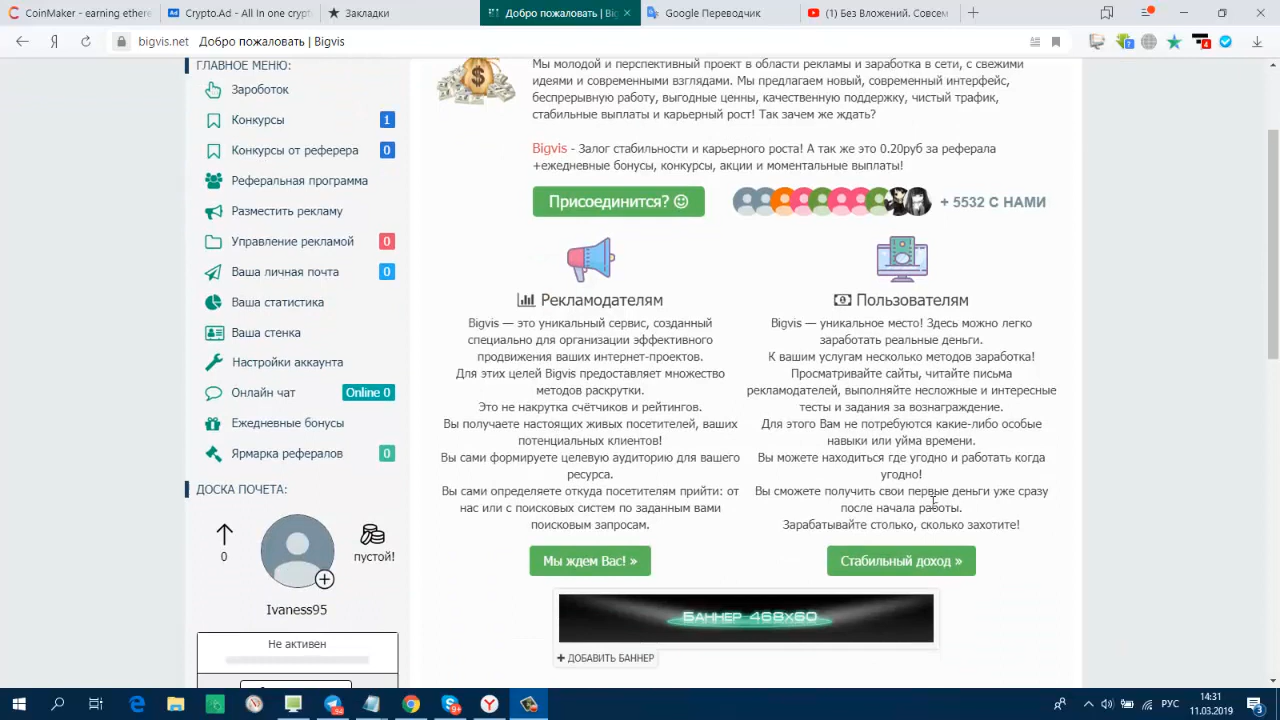 CoinMaker - earning ethere
Crypto.Ad - All in one crypt
Закладки
Добро пожаловать | Big
Google Переводчик
(1) Без Вложений. Совсем
Я
bigvis.net Добро пожаловать | Bigvis
7
4
ГЛАВНОЕ МЕНЮ:
Зароботок
Конкурсы 1
Конкурсы от реферера 0
Реферальная программа
Разместить рекламу
Управление рекламой 0
Ваша личная почта 0
Ваша статистика
Ваша стенка
Настройки аккаунта
Онлайн чат Online 0
Ежедневные бонусы
Ярмарка рефералов 0
ДОСКА ПОЧЕТА:
0
пустой!
Ivaness95
Не активен
Мы молодой и перспективный проект в области рекламы и заработка в сети, с свежими
идеями и современными взглядами. Мы предлагаем новый, современный интерфейс,
беспрерывную работу, выгодные ценны, качественную поддержку, чистый трафик,
стабильные выплаты и карьерный рост! Так зачем же ждать?
Bigvis - Залог стабильности и карьерного роста! А так же это 0.20руб за реферала
+ежедневные бонусы, конкурсы, акции и моментальные выплаты!
Присоединится?
+ 5532 С НАМИ
Рекламодателям
Bigvis — это уникальный сервис, созданный
специально для организации эффективного
продвижения ваших интернет-проектов.
Для этих целей Bigvis предоставляет множество
методов раскрутки.
Это не накрутка счётчиков и рейтингов.
Вы получаете настоящих живых посетителей, ваших
потенциальных клиентов!
Вы сами формируете целевую аудиторию для вашего
ресурса.
Вы сами определяете откуда посетителям прийти: от
нас или с поисковых систем по заданным вами
поисковым запросам.
Мы ждем Вас! »
Пользователям
Bigvis — уникальное место! Здесь можно легко
заработать реальные деньги.
К вашим услугам несколько методов заработка!
Просматривайте сайты, читайте письма
рекламодателей, выполняйте несложные и интересные
тесты и задания за вознаграждение.
Для этого Вам не потребуются какие-либо особые
навыки или уйма времени.
Вы можете находиться где угодно и работать когда
угодно!
Вы сможете получить свои первые деньги уже сразу
после начала работы.
Зарабатывайте столько, сколько захотите!
Стабильный доход »
БАННЕР 468x60
+ ДОБАВИТЬ БАННЕР
РУС
14:31
11.03.2019
3